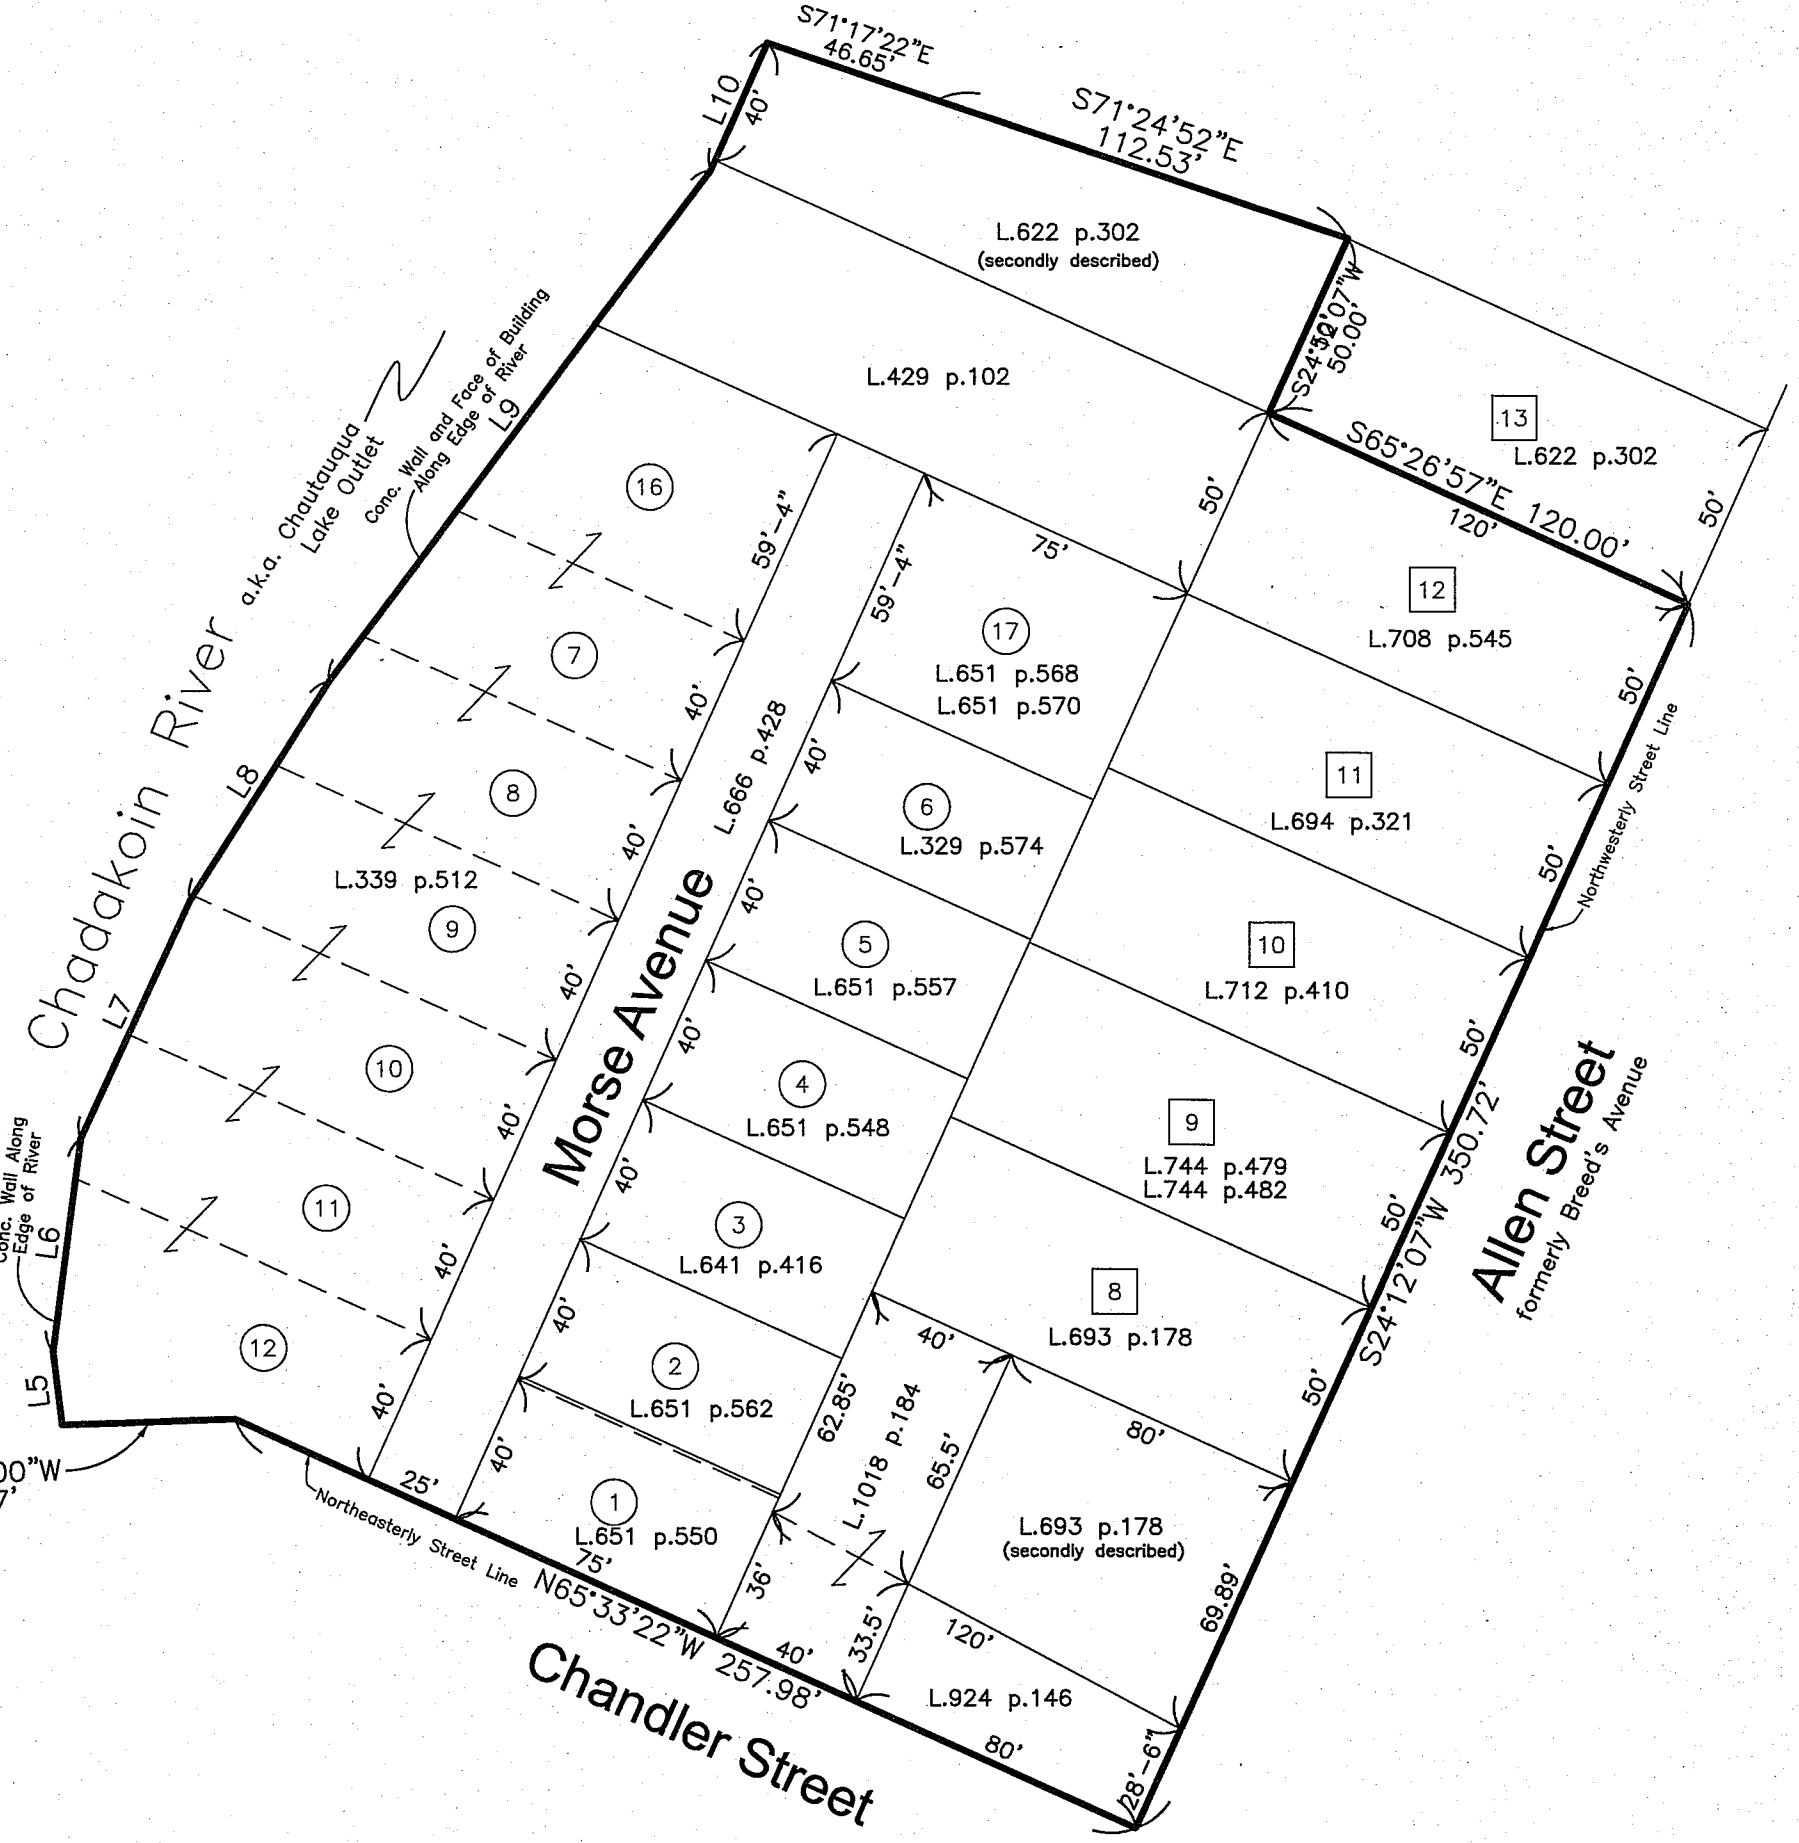 S71°17'22"E
46.65'
L10
40'
S71°24'52"E
112.53'
L.622 p.302
(secondly described)
S24°12'07"W
50.00'
L.429 p.102
13
L.622 p.302
50'
S65°26'57"E 120.00'
120'
50'
75'
12
L.708 p.545
50'
Northwesterly Street Line
11
L.694 p.321
50'
10
L.712 p.410
50'
9
L.744 p.479
L.744 p.482
50'
8
L.693 p.178
50'
S24°12'07"W 350.72'
Allen Street
formerly Breed's Avenue
Conc. Wall and Face of Building
Along Edge of River
L9
Chadakoin River a.k.a. Chautauqua
Lake Outlet
16
59'-4"
7
40'
8
40'
L.339 p.512
9
40'
10
40'
11
40'
12
40'
L8
L7
L6
L5
Conc. Wall Along
Edge of River
00"W
7'
Morse Avenue L.666 p.428
59'-4"
17
L.651 p.568
L.651 p.570
40'
6
L.329 p.574
40'
5
L.651 p.557
40'
4
L.651 p.548
40'
3
L.641 p.416
40'
2
L.651 p.562
40'
1
L.651 p.550
75'
25'
62.85'
36'
40'
L.1018 p.184
65.5'
80'
L.693 p.178
(secondly described)
69.89'
33.5'
120'
L.924 p.146
40'
80'
28'-6"
Northeasterly Street Line
N65°33'22"W 257.98'
Chandler Street